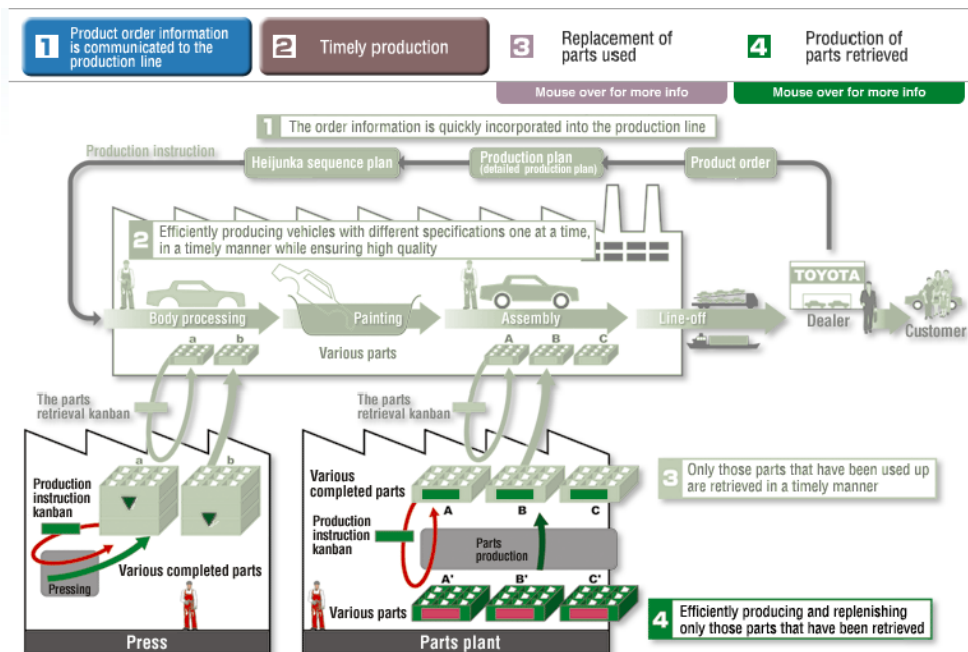 1 Product order information
is communicated to the
production line
2 Timely production
3 Replacement of
parts used
4 Production of
parts retrieved
Mouse over for more info
Mouse over for more info
1 The order information is quickly incorporated into the production line
Production instruction
Heijunka sequence plan
Production plan
(detailed production plan)
Product order
2 Efficiently producing vehicles with different specifications one at a time,
in a timely manner while ensuring high quality
TOYOTA
Body processing
Painting
Assembly
Line-off
Dealer
Customer
a b
Various parts
A B C
The parts
retrieval kanban
The parts
retrieval kanban
a b
Production
instruction
kanban
Pressing
Various completed parts
Press
Various
completed parts
A B C
Production
instruction
kanban
Parts
production
A' B' C'
Various parts
Parts plant
3 Only those parts that have been used up
are retrieved in a timely manner
4 Efficiently producing and replenishing
only those parts that have been retrieved